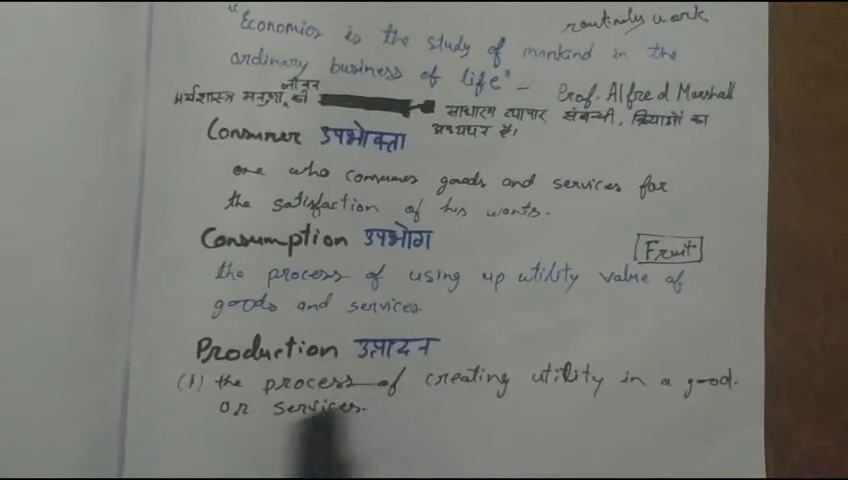 routinely work
"Economics is the study of mankind in the
ordinary business of life" - Prof. Alfred Marshall
जीवन
अर्थशास्त्र मनुष्य की साधारण व्यापार संबन्धी, क्रियाओं का
अध्ययन है।
Consumer उपभोक्ता
one who consumes goods and services for
the satisfaction of his wants.
Consumption उपभोग
Fruit
the process of using up utility value of
goods and services.
Production उत्पादन
(1) the process of creating utility in a good
or services.